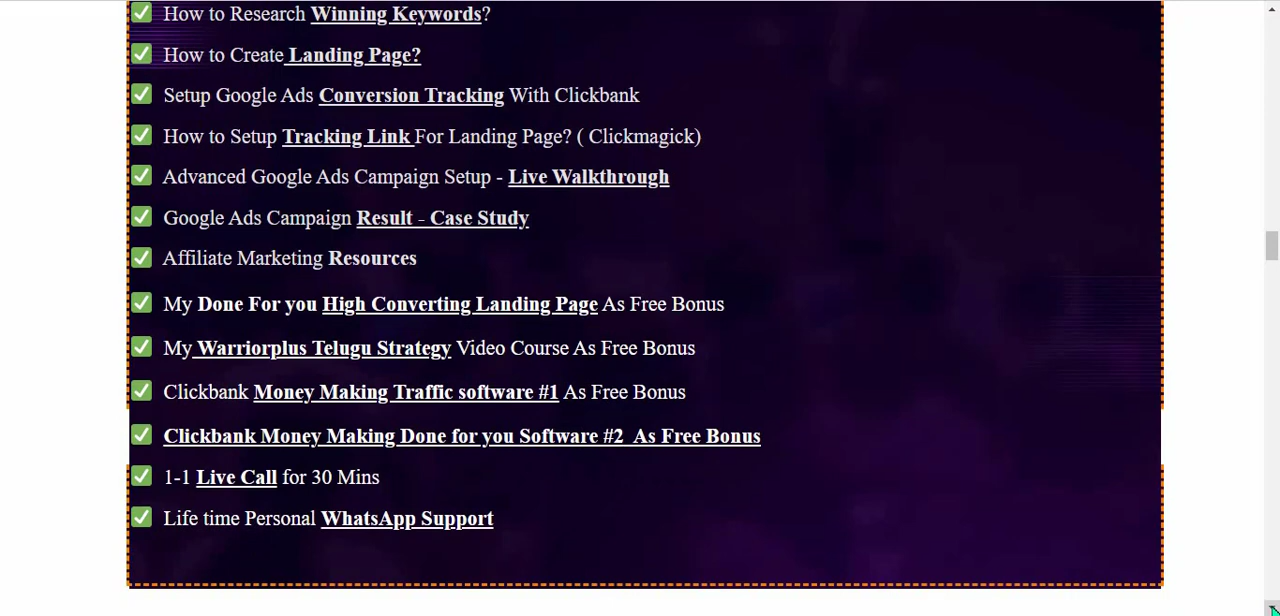 ✅ How to Research Winning Keywords?
✅ How to Create Landing Page?
✅ Setup Google Ads Conversion Tracking With Clickbank
✅ How to Setup Tracking Link For Landing Page? ( Clickmagick)
✅ Advanced Google Ads Campaign Setup - Live Walkthrough
✅ Google Ads Campaign Result - Case Study
✅ Affiliate Marketing Resources
✅ My Done For you High Converting Landing Page As Free Bonus
✅ My Warriorplus Telugu Strategy Video Course As Free Bonus
✅ Clickbank Money Making Traffic software #1 As Free Bonus
✅ Clickbank Money Making Done for you Software #2 As Free Bonus
✅ 1-1 Live Call for 30 Mins
✅ Life time Personal WhatsApp Support